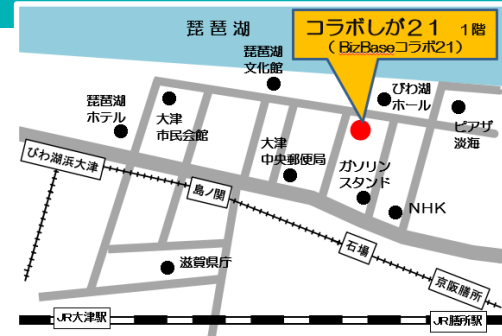 琵琶湖
コラボしが21 1階
(BizBaseコラボ21)
琵琶湖
文化館
びわ湖
ホール
琵琶湖
ホテル
大津
市民会館
ピアザ
淡海
大津
中央郵便局
ガソリン
スタンド
びわ湖浜大津
島ノ関
NHK
石場
滋賀県庁
京阪膳所
JR大津駅
JR膳所駅